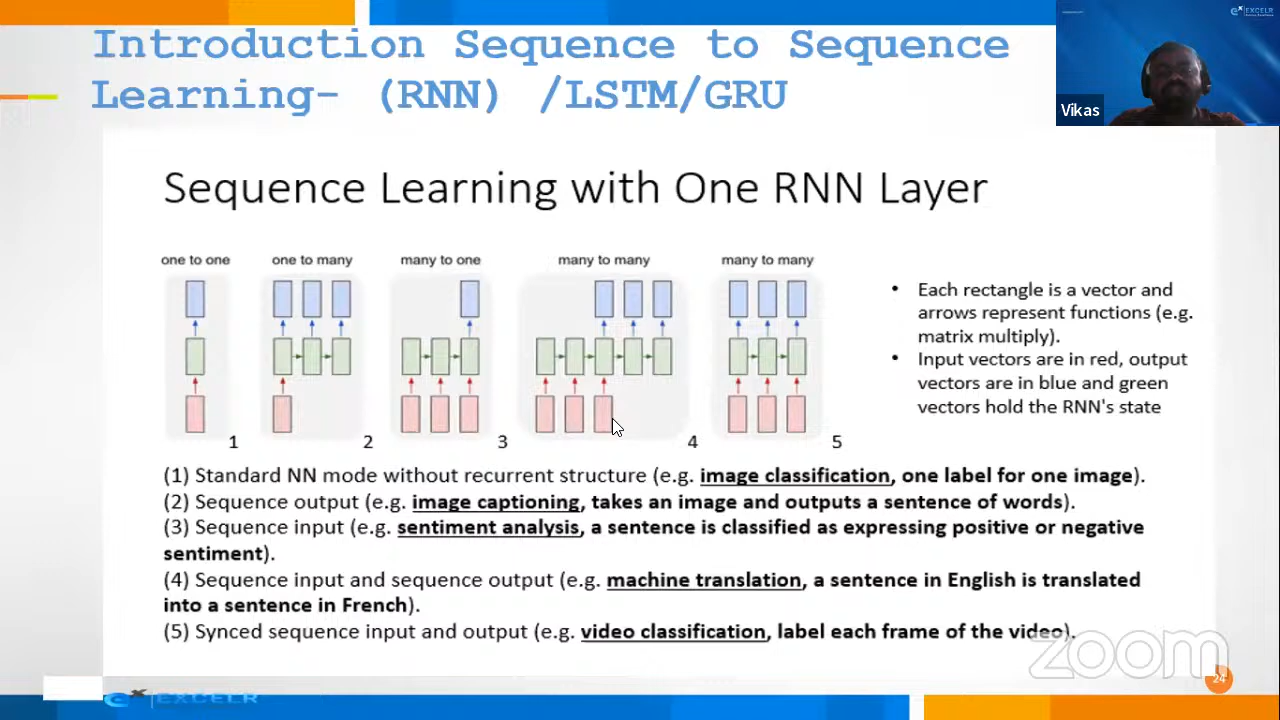 Introduction Sequence to Sequence
Learning- (RNN) /LSTM/GRU
EXCELR
Vikas
Sequence Learning with One RNN Layer
one to one
one to many
many to one
many to many
many to many
1
2
3
4
5
• Each rectangle is a vector and
arrows represent functions (e.g.
matrix multiply).
• Input vectors are in red, output
vectors are in blue and green
vectors hold the RNN's state
(1) Standard NN mode without recurrent structure (e.g. image classification, one label for one image).
(2) Sequence output (e.g. image captioning, takes an image and outputs a sentence of words).
(3) Sequence input (e.g. sentiment analysis, a sentence is classified as expressing positive or negative
sentiment).
(4) Sequence input and sequence output (e.g. machine translation, a sentence in English is translated
into a sentence in French).
(5) Synced sequence input and output (e.g. video classification, label each frame of the video).
zoom
24
EXCELR